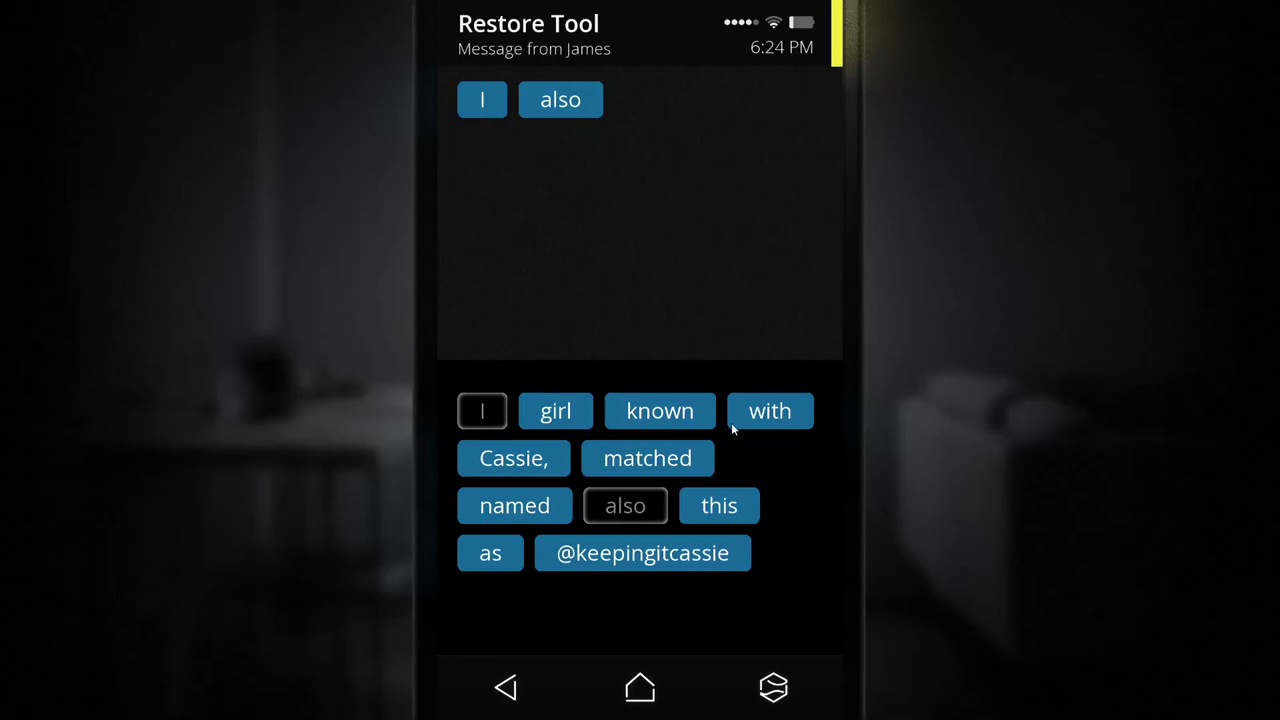 Restore Tool
Message from James 6:24 PM
I also
I girl known with
Cassie, matched
named also this
as @keepingitcassie